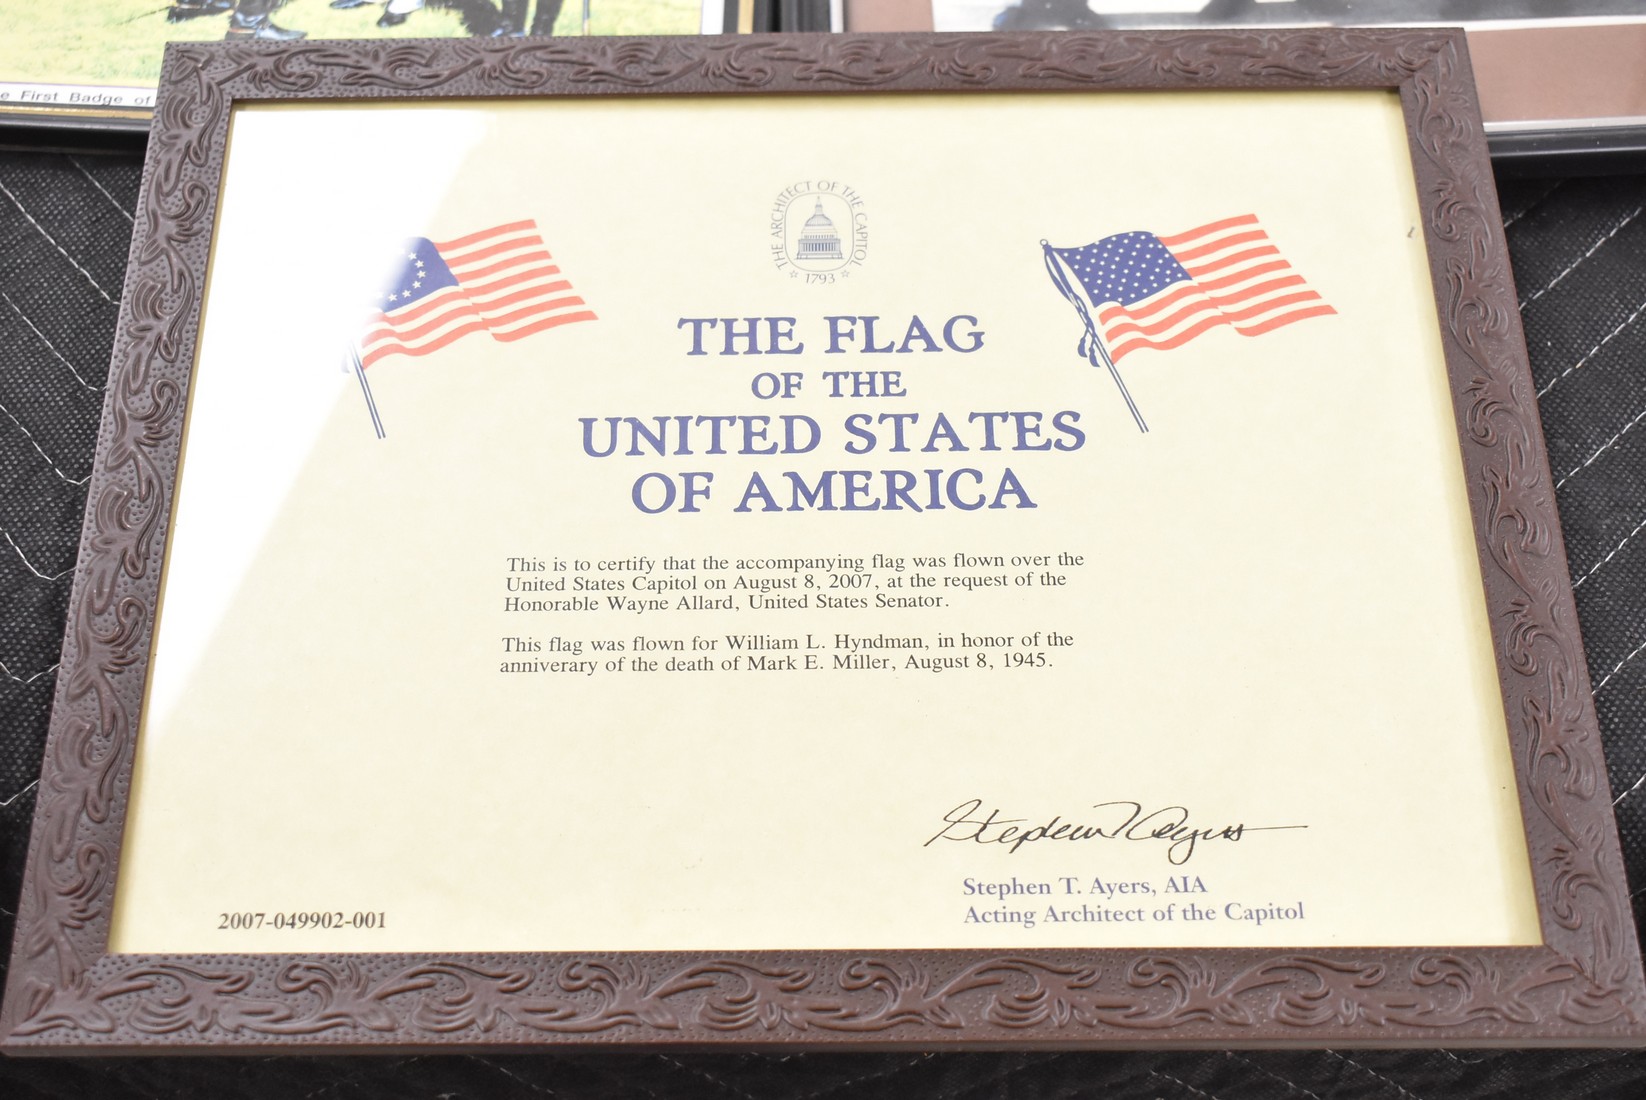 e First Badge of
THE ARCHITECT OF THE CAPITOL
1793
THE FLAG
OF THE
UNITED STATES
OF AMERICA
This is to certify that the accompanying flag was flown over the
United States Capitol on August 8, 2007, at the request of the
Honorable Wayne Allard, United States Senator.
This flag was flown for William L. Hyndman, in honor of the
anniverary of the death of Mark E. Miller, August 8, 1945.
Stephen T. Ayers
Stephen T. Ayers, AIA
Acting Architect of the Capitol
2007-049902-001